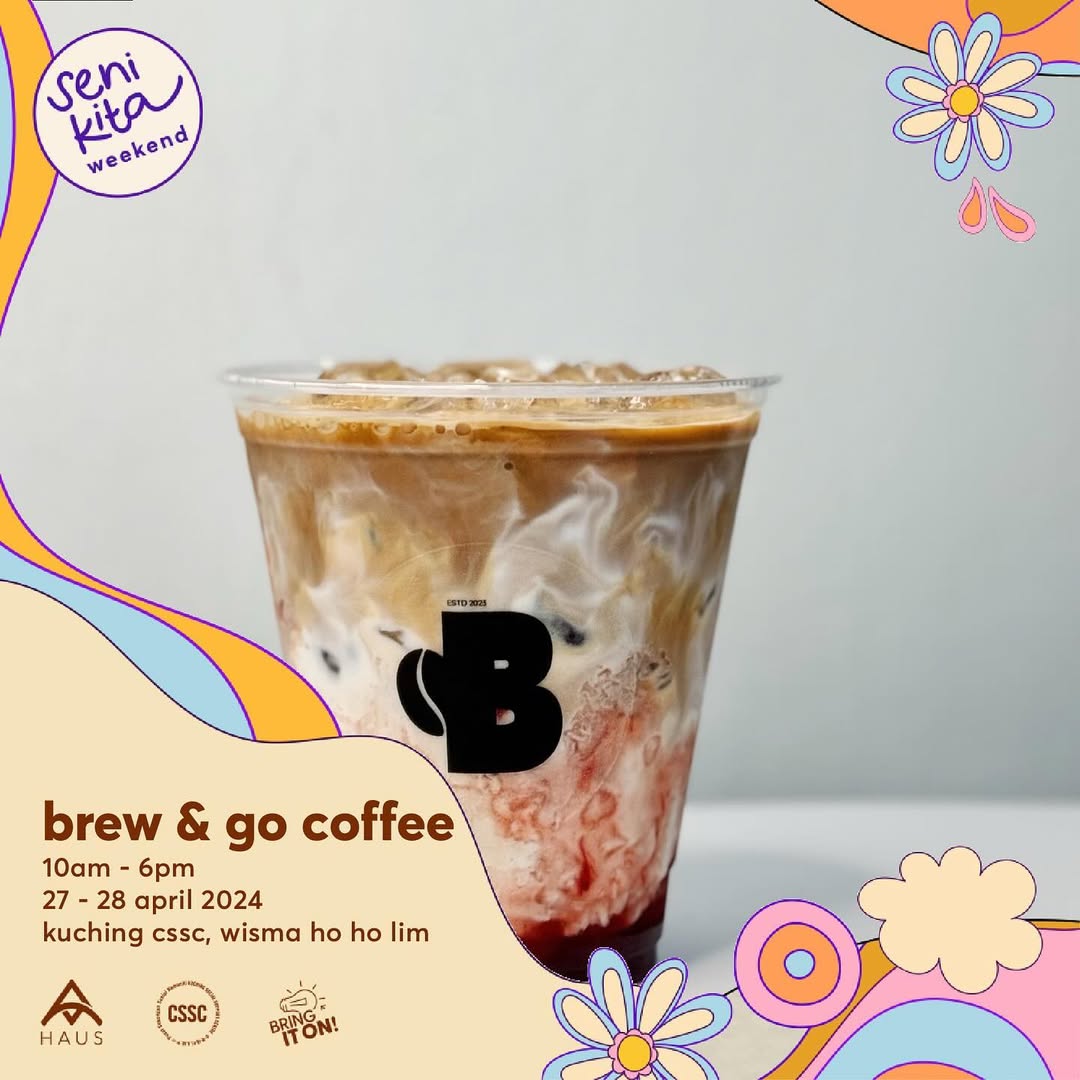 seni
kita
weekend
ESTD 2023
B
brew & go coffee
10am - 6pm
27 - 28 april 2024
kuching cssc, wisma ho ho lim
HAUS
CSSC
BRING
IT ON!